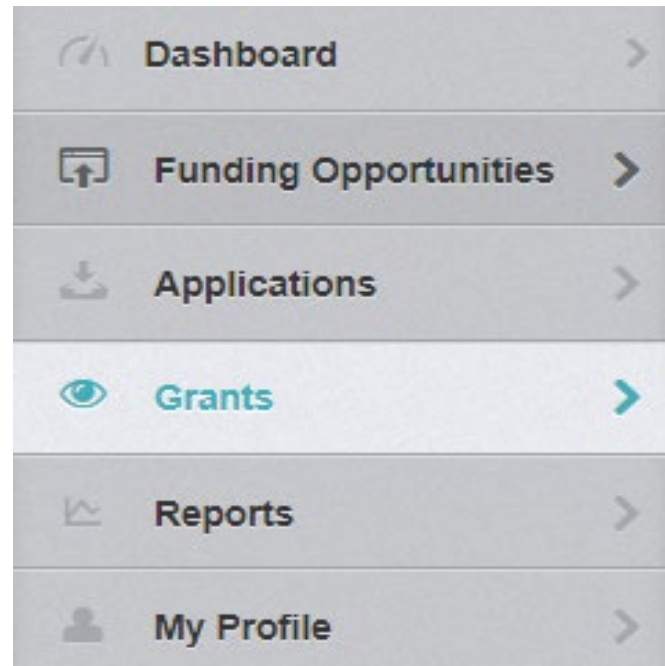 Dashboard
Funding Opportunities
Applications
Grants
Reports
My Profile